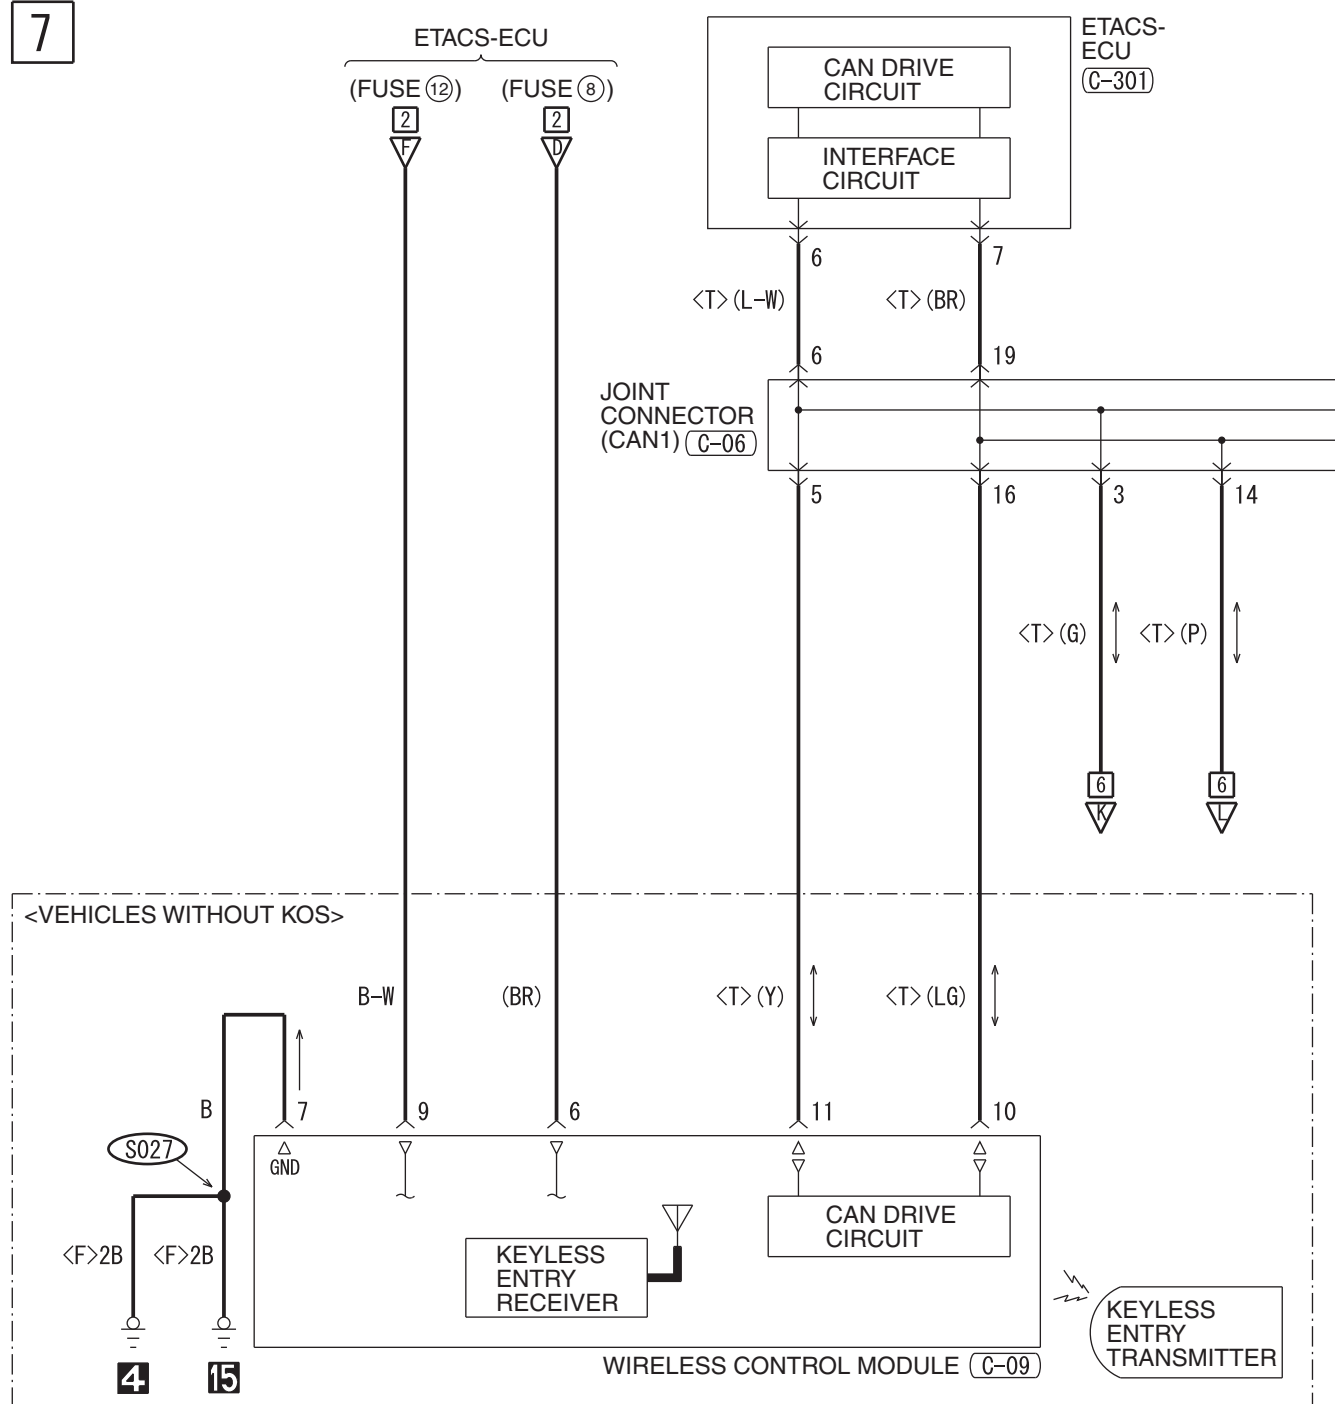 7
ETACS-ECU
(FUSE 12) (FUSE 8)
2 2
F D
ETACS-
ECU
C-301
CAN DRIVE
CIRCUIT
INTERFACE
CIRCUIT
6 7
<T>(L-W) <T>(BR)
6 19
JOINT
CONNECTOR
(CAN1) C-06
5 16 3 14
<T>(G) <T>(P)
6 6
K L
<VEHICLES WITHOUT KOS>
B-W (BR) <T>(Y) <T>(LG)
B 7 9 6 11 10
S027
GND
<F>2B <F>2B
4 15
KEYLESS
ENTRY
RECEIVER
CAN DRIVE
CIRCUIT
KEYLESS
ENTRY
TRANSMITTER
WIRELESS CONTROL MODULE C-09